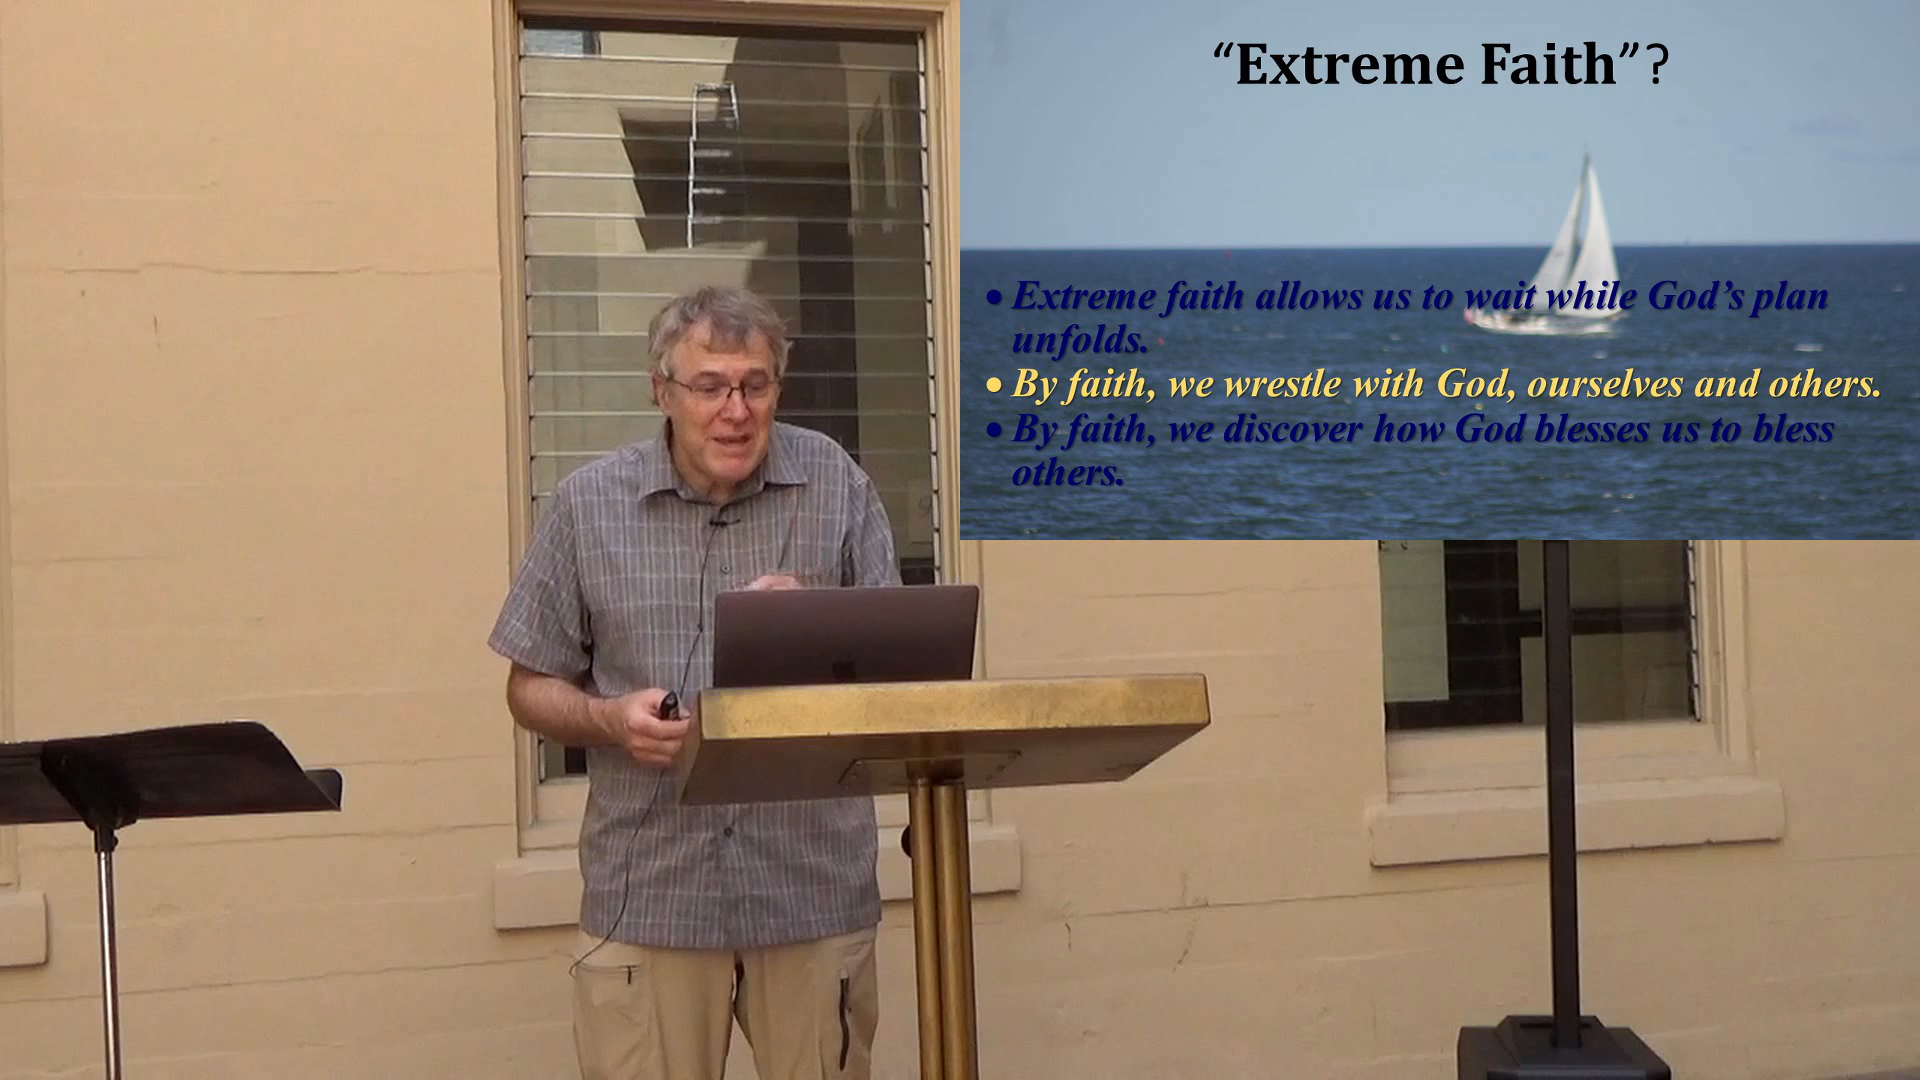 “Extreme Faith”?
• Extreme faith allows us to wait while God’s plan
unfolds.
• By faith, we wrestle with God, ourselves and others.
• By faith, we discover how God blesses us to bless
others.